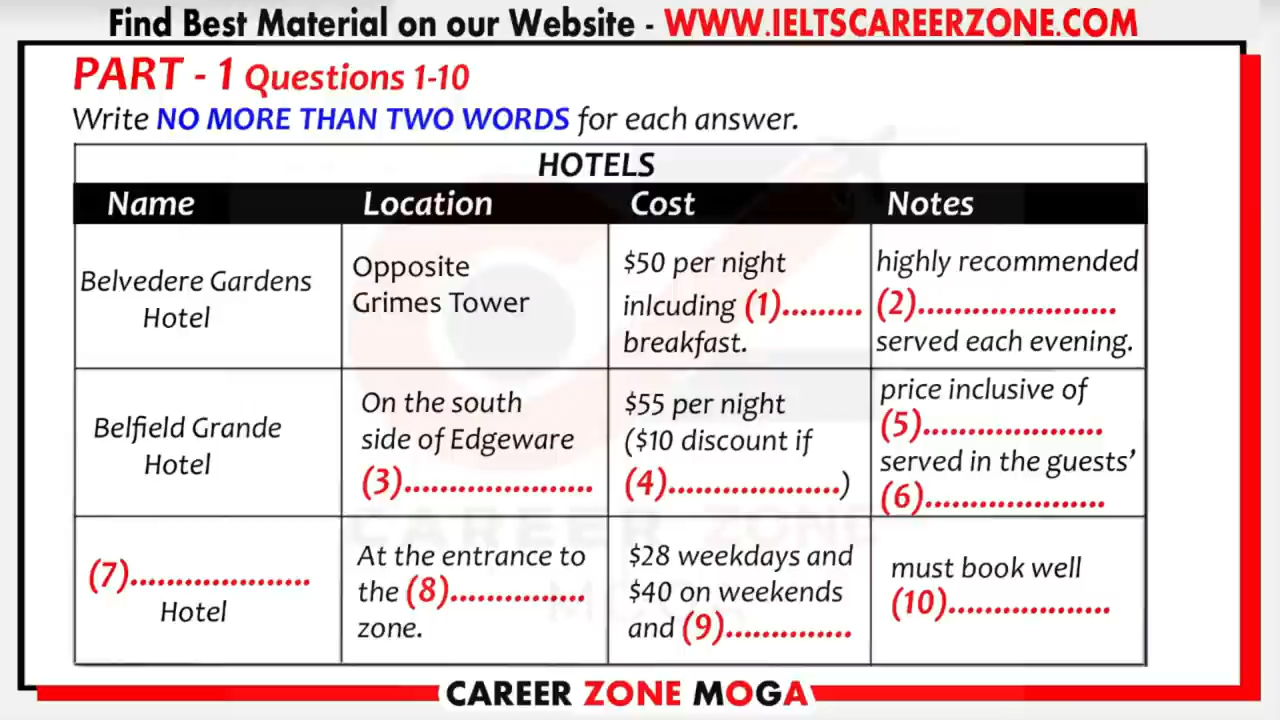 Find Best Material on our Website - WWW.IELTSCAREERZONE.COM
PART - 1 Questions 1-10
Write NO MORE THAN TWO WORDS for each answer.
HOTELS
Name Location Cost Notes
Belvedere Gardens
Hotel
Opposite
Grimes Tower
$50 per night
inlcuding (1).........
breakfast.
highly recommended
(2)......................
served each evening.
Belfield Grande
Hotel
On the south
side of Edgeware
(3).....................
$55 per night
($10 discount if
(4)...................)
price inclusive of
(5)....................
served in the guests’
(6)....................
(7)....................
Hotel
At the entrance to
the (8)...............
zone.
$28 weekdays and
$40 on weekends
and (9)..............
must book well
(10)..................
CAREER ZONE
MOGA
CAREER ZONE MOGA